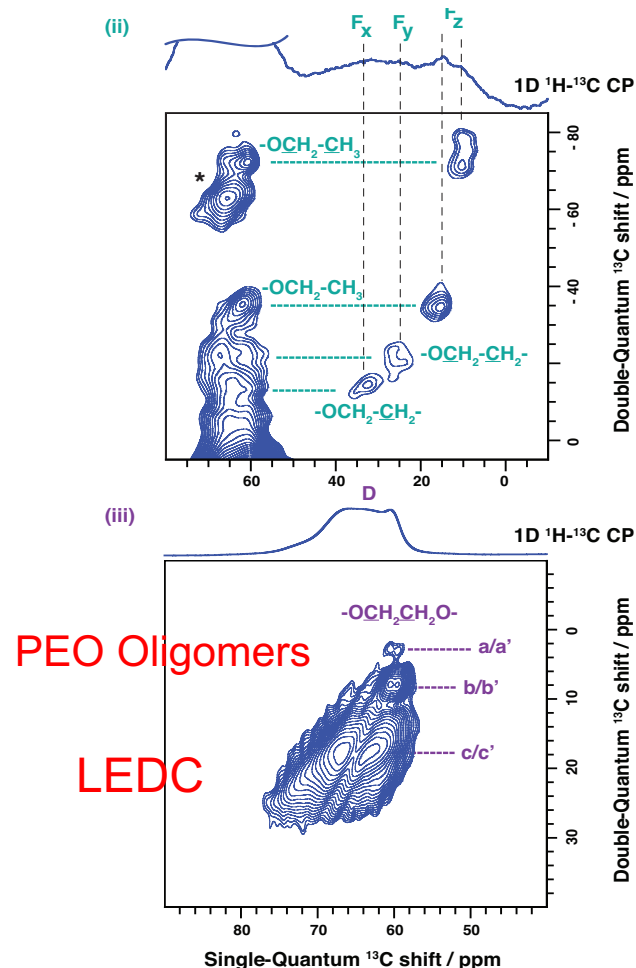 (ii)
Fx Fy Fz
1D ¹H-¹³C CP
-OCH₂-CH₃
*
-OCH₂-CH₃
-OCH₂-CH₂-
-OCH₂-CH₂-
- 80
- 60
- 40
- 20
0
Double-Quantum ¹³C shift / ppm
60 40 20 0
D
(iii)
1D ¹H-¹³C CP
-OCH₂CH₂O-
PEO Oligomers
a/a'
b/b'
LEDC
c/c'
0
10
20
30
Double-Quantum ¹³C shift / ppm
80 70 60 50
Single-Quantum ¹³C shift / ppm